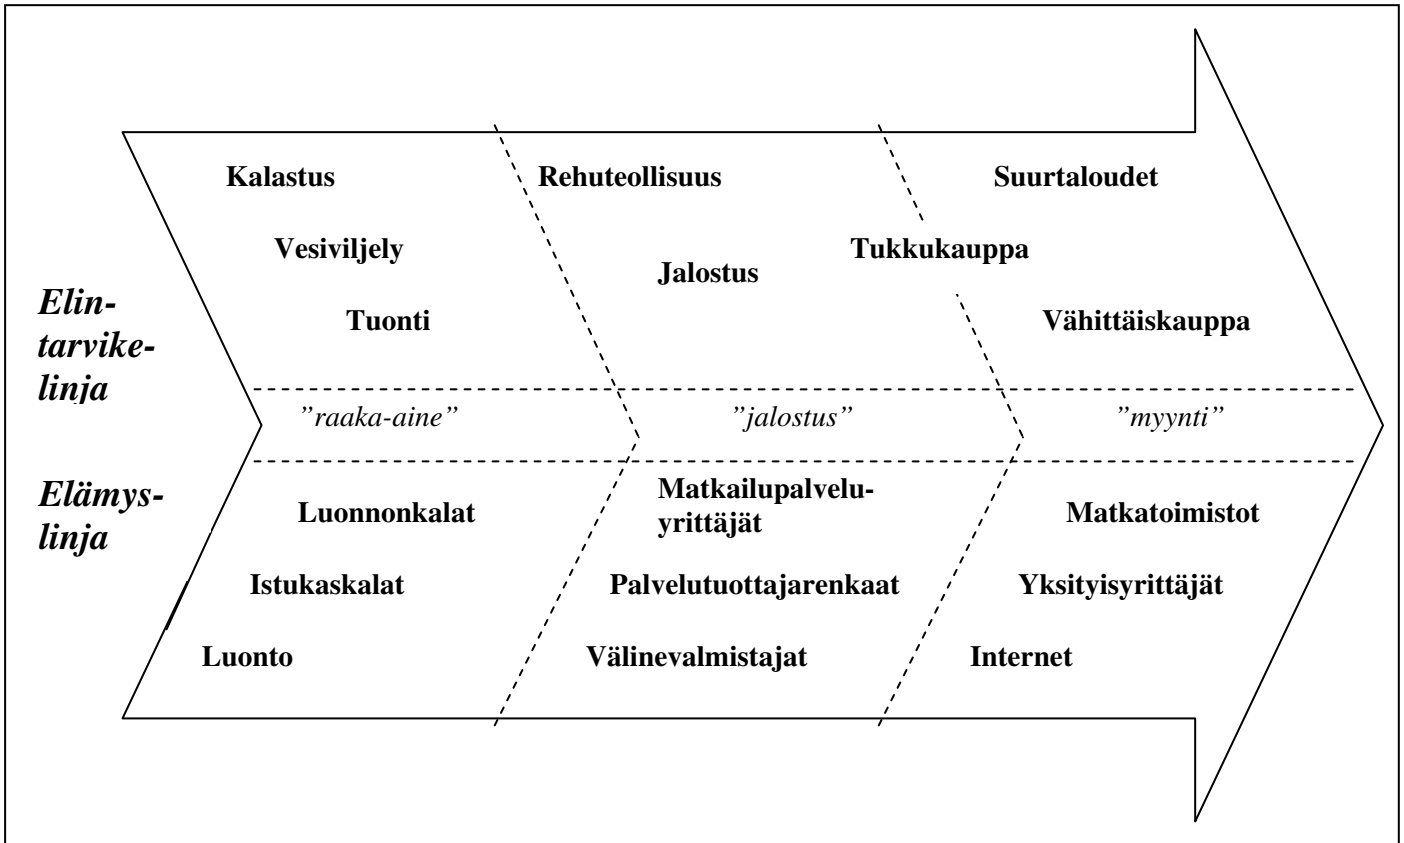 Kalastus
Rehuteollisuus
Suurtaloudet
Vesiviljely
Tukkukauppa
Jalostus
Elin-
tarvike-
linja
Tuonti
Vähittäiskauppa
”raaka-aine”
”jalostus”
”myynti”
Elämys-
linja
Luonnonkalat
Matkailupalvelu-
yrittäjät
Matkatoimistot
Istukaskalat
Palvelutuottajarenkaat
Yksityisyrittäjät
Luonto
Välinevalmistajat
Internet